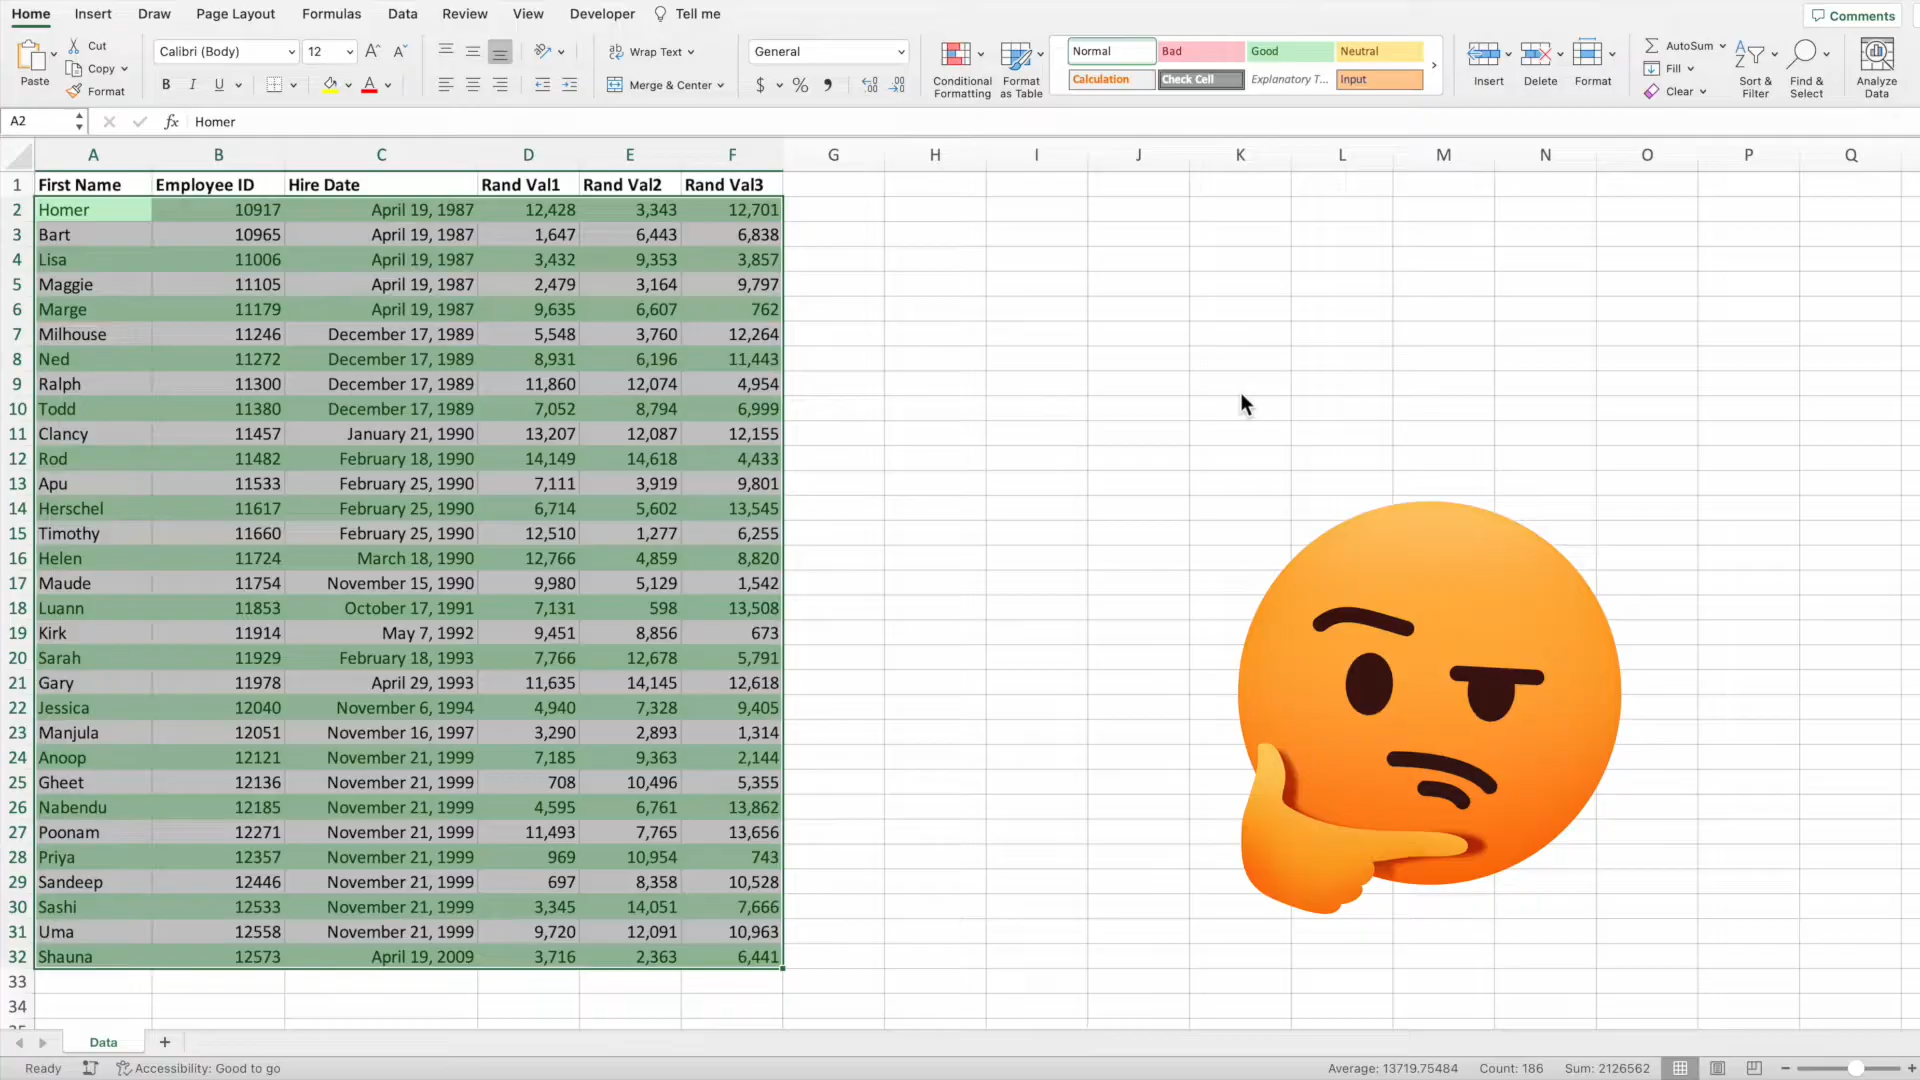 Home Insert Draw Page Layout Formulas Data Review View Developer Tell me Comments
Paste Cut Copy Format
Calibri (Body) 12 A A
B I U A
ab Wrap Text
Merge & Center
General
$ % ,
Conditional Formatting
Format as Table
Normal Bad Good Neutral
Calculation Check Cell Explanatory T... Input
Insert Delete Format
AutoSum
Fill
Clear
Sort & Filter
Find & Select
Analyze Data
A2 fx Homer
A B C D E F G H I J K L M N O P Q
1 First Name Employee ID Hire Date Rand Val1 Rand Val2 Rand Val3
2 Homer 10917 April 19, 1987 12,428 3,343 12,701
3 Bart 10965 April 19, 1987 1,647 6,443 6,838
4 Lisa 11006 April 19, 1987 3,432 9,353 3,857
5 Maggie 11105 April 19, 1987 2,479 3,164 9,797
6 Marge 11179 April 19, 1987 9,635 6,607 762
7 Milhouse 11246 December 17, 1989 5,548 3,760 12,264
8 Ned 11272 December 17, 1989 8,931 6,196 11,443
9 Ralph 11300 December 17, 1989 11,860 12,074 4,954
10 Todd 11380 December 17, 1989 7,052 8,794 6,999
11 Clancy 11457 January 21, 1990 13,207 12,087 12,155
12 Rod 11482 February 18, 1990 14,149 14,618 4,433
13 Apu 11533 February 25, 1990 7,111 3,919 9,801
14 Herschel 11617 February 25, 1990 6,714 5,602 13,545
15 Timothy 11660 February 25, 1990 12,510 1,277 6,255
16 Helen 11724 March 18, 1990 12,766 4,859 8,820
17 Maude 11754 November 15, 1990 9,980 5,129 1,542
18 Luann 11853 October 17, 1991 7,131 598 13,508
19 Kirk 11914 May 7, 1992 9,451 8,856 673
20 Sarah 11929 February 18, 1993 7,766 12,678 5,791
21 Gary 11978 April 29, 1993 11,635 14,145 12,618
22 Jessica 12040 November 6, 1994 4,940 7,328 9,405
23 Manjula 12051 November 16, 1997 3,290 2,893 1,314
24 Anoop 12121 November 21, 1999 7,185 9,363 2,144
25 Gheet 12136 November 21, 1999 708 10,496 5,355
26 Nabendu 12185 November 21, 1999 4,595 6,761 13,862
27 Poonam 12271 November 21, 1999 11,493 7,765 13,656
28 Priya 12357 November 21, 1999 969 10,954 743
29 Sandeep 12446 November 21, 1999 697 8,358 10,528
30 Sashi 12533 November 21, 1999 3,345 14,051 7,666
31 Uma 12558 November 21, 1999 9,720 12,091 10,963
32 Shauna 12573 April 19, 2009 3,716 2,363 6,441
33
34
Data +
Ready Accessibility: Good to go Average: 13719.75484 Count: 186 Sum: 2126562